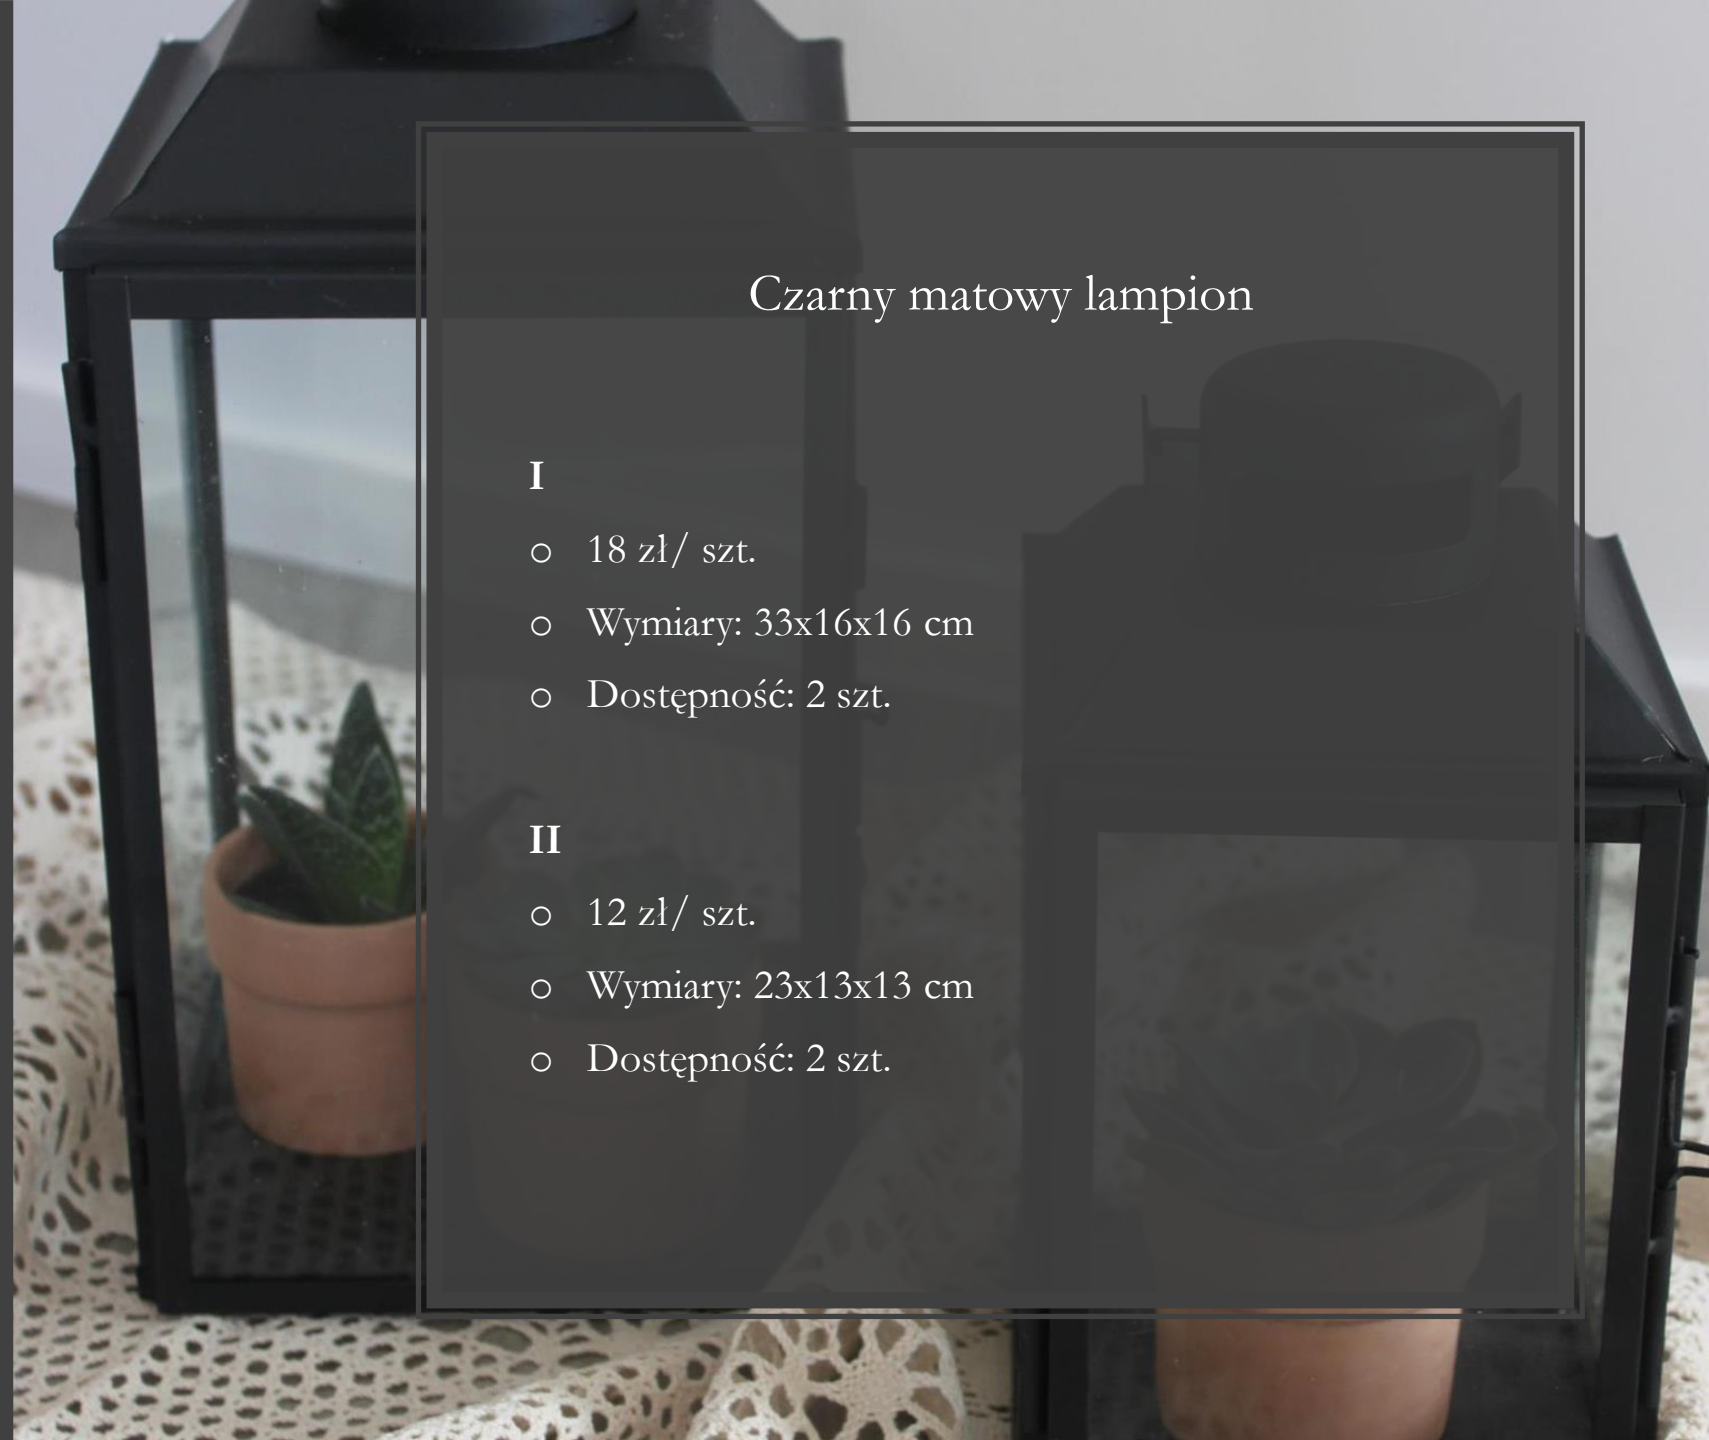 Czarny matowy lampion
I
o 18 zł/ szt.
o Wymiary: 33x16x16 cm
o Dostępność: 2 szt.
II
o 12 zł/ szt.
o Wymiary: 23x13x13 cm
o Dostępność: 2 szt.